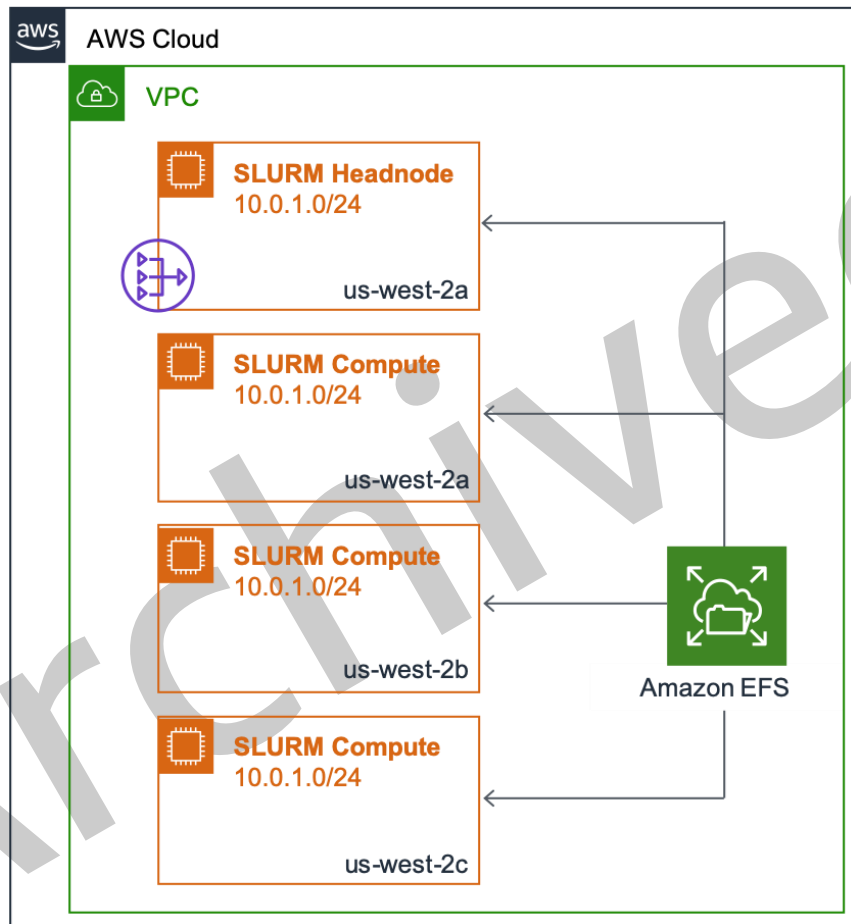 aws
AWS Cloud
VPC
SLURM Headnode
10.0.1.0/24
us-west-2a
SLURM Compute
10.0.1.0/24
us-west-2a
SLURM Compute
10.0.1.0/24
us-west-2b
Amazon EFS
SLURM Compute
10.0.1.0/24
us-west-2c
Archive